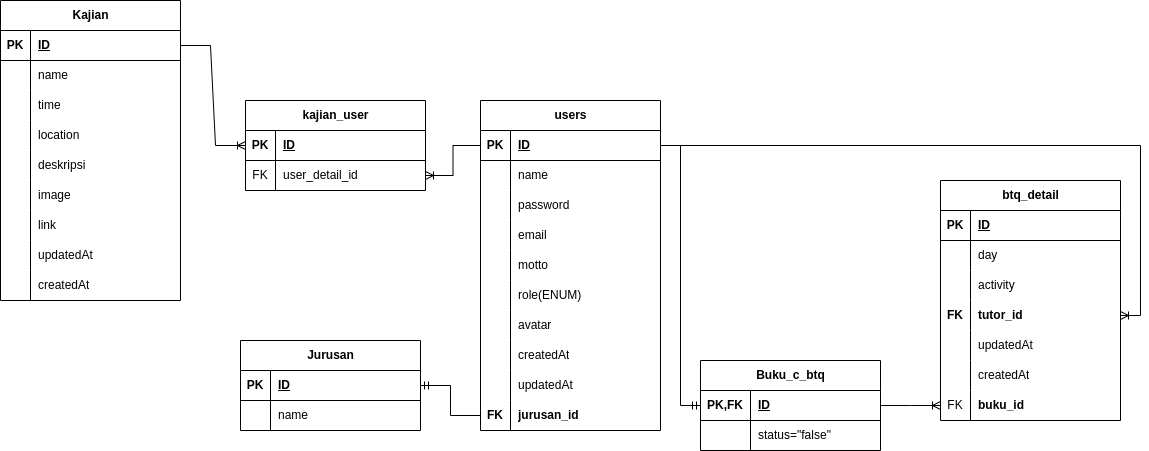 Kajian
PK ID
name
time
location
deskripsi
image
link
updatedAt
createdAt
kajian_user
PK ID
FK user_detail_id
users
PK ID
name
password
email
motto
role(ENUM)
avatar
createdAt
updatedAt
FK jurusan_id
Jurusan
PK ID
name
Buku_c_btq
PK,FK ID
status="false"
btq_detail
PK ID
day
activity
FK tutor_id
updatedAt
createdAt
FK buku_id